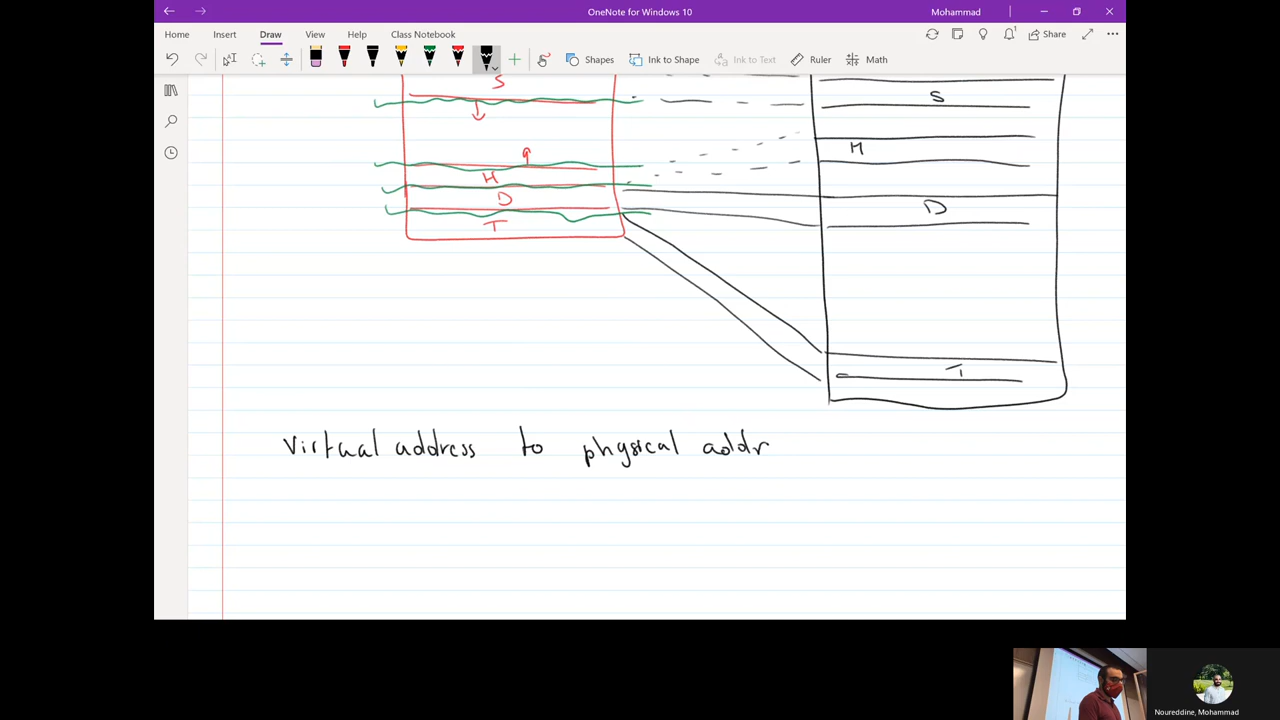 OneNote for Windows 10
Mohammad
Home Insert Draw View Help Class Notebook
Share
Shapes Ink to Shape Ink to Text Ruler Math
S
S
H
H
D
D
T
T
Virtual address to physical addr
Noureddine, Mohammad